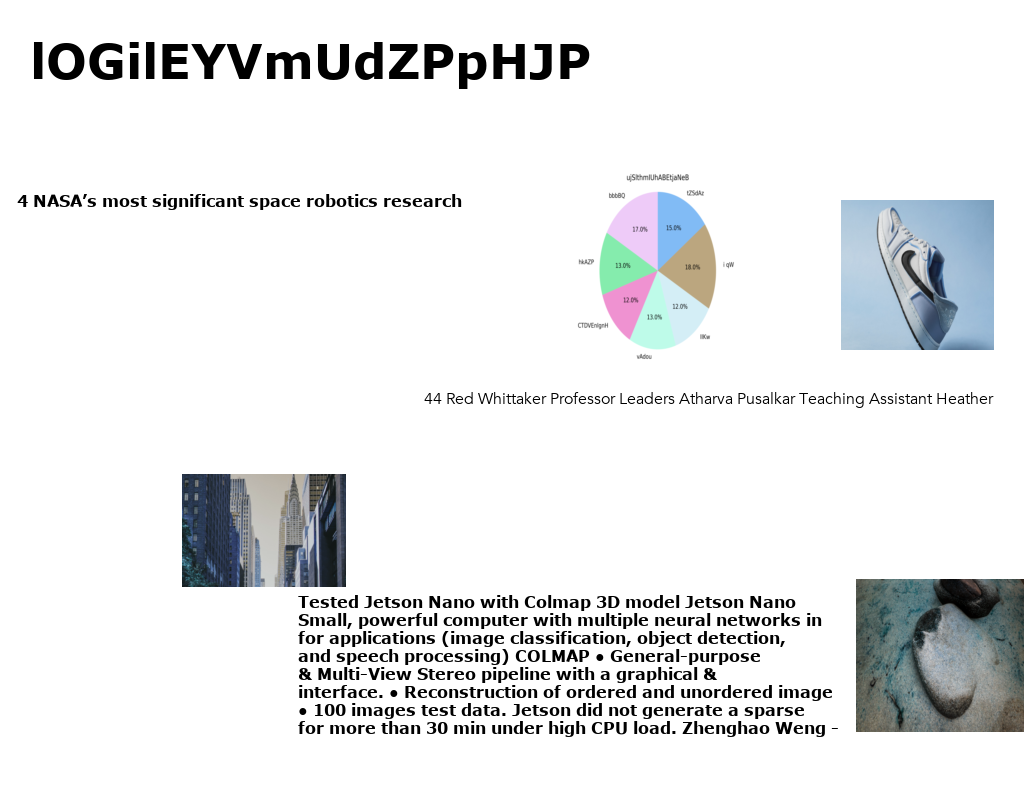 lOGilEYVmUdZPpHJP
4 NASA’s most significant space robotics research
ujSlthmIUhABEtjaNeB
bbbBQ
tZSdAz
17.0%
15.0%
hkAZP
13.0%
18.0%
i qW
12.0%
12.0%
13.0%
CTDVEnIgnH
vAdou
44 Red Whittaker Professor Leaders Atharva Pusalkar Teaching Assistant Heather
Tested Jetson Nano with Colmap 3D model Jetson Nano
Small, powerful computer with multiple neural networks in
for applications (image classification, object detection,
and speech processing) COLMAP ● General-purpose
& Multi-View Stereo pipeline with a graphical &
interface. ● Reconstruction of ordered and unordered image
● 100 images test data. Jetson did not generate a sparse
for more than 30 min under high CPU load. Zhenghao Weng -